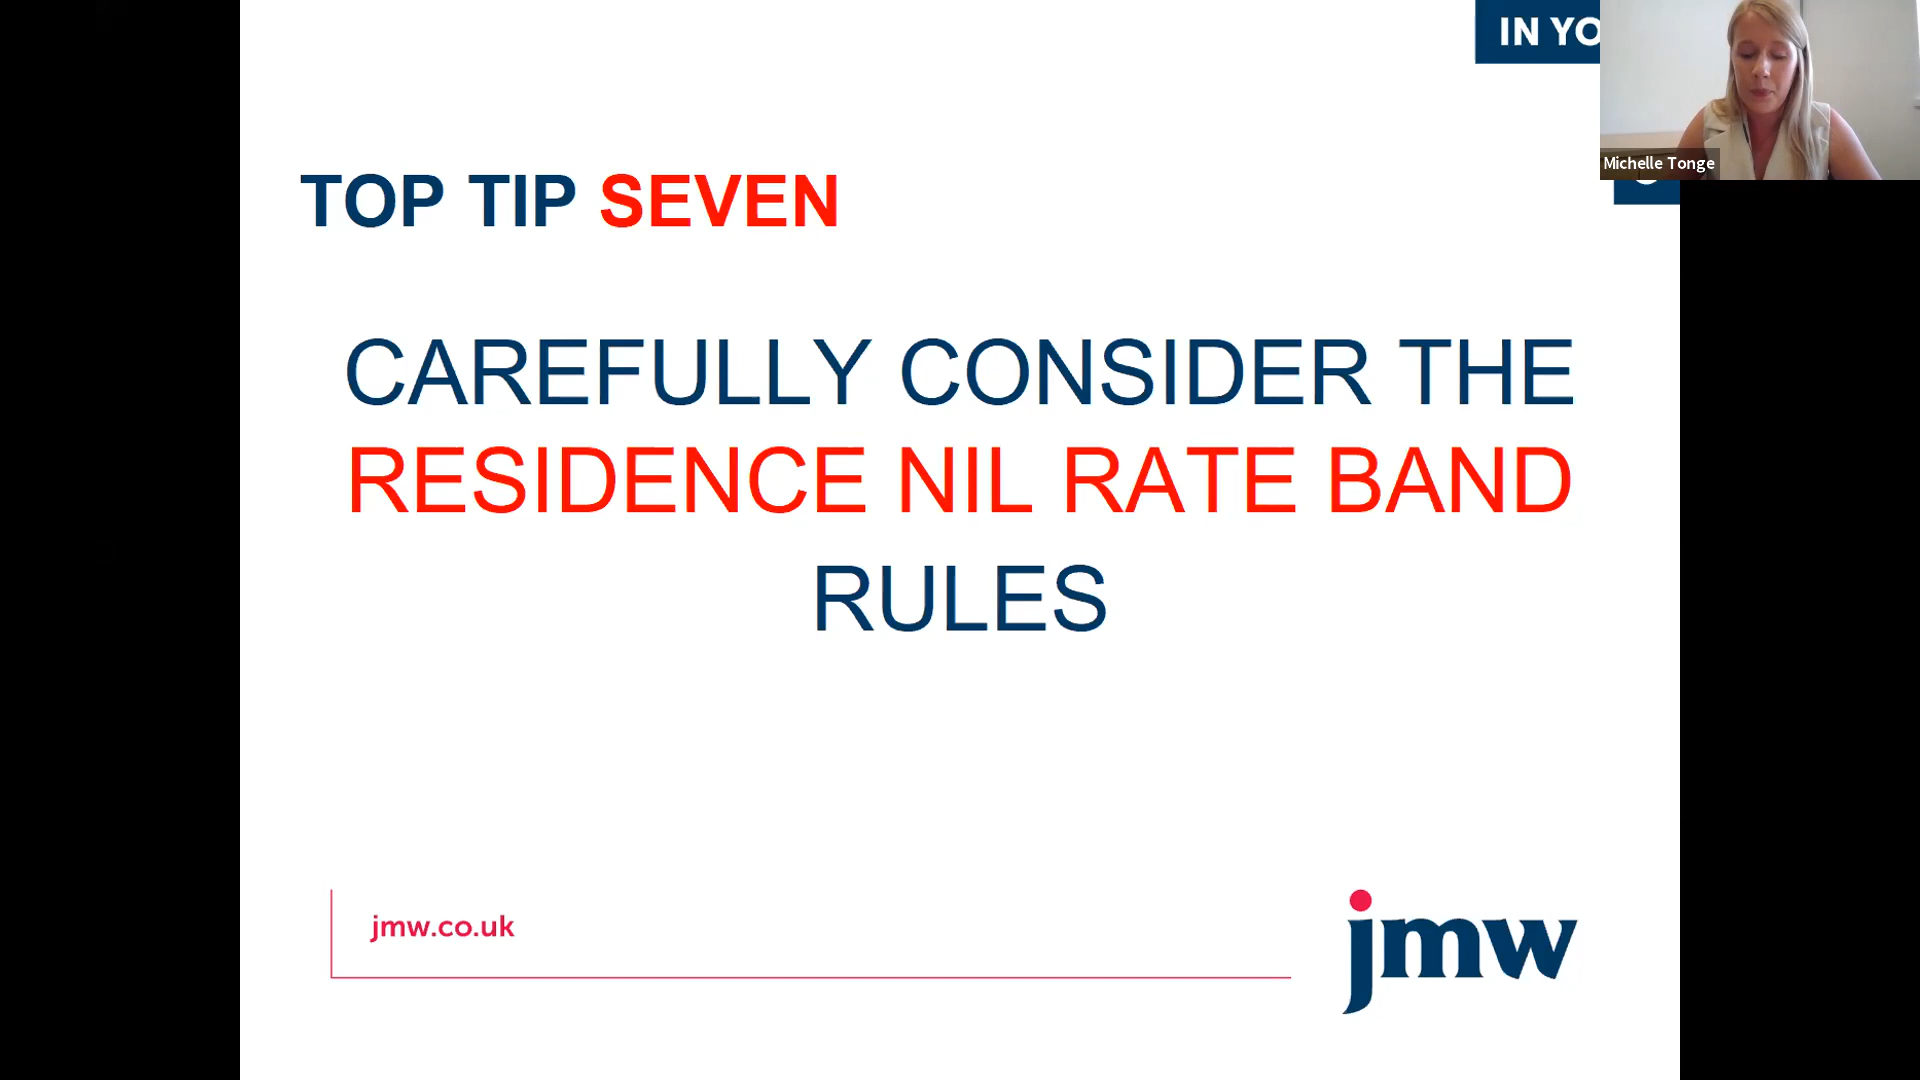 IN YO
Michelle Tonge
TOP TIP SEVEN
CAREFULLY CONSIDER THE
RESIDENCE NIL RATE BAND
RULES
jmw.co.uk
jmw